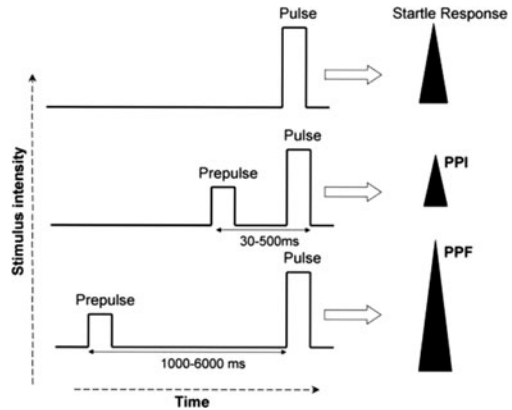 Pulse
Startle Response
Stimulus intensity
Pulse
Prepulse
PPI
30-500ms
Pulse
PPF
Prepulse
1000-6000 ms
Time